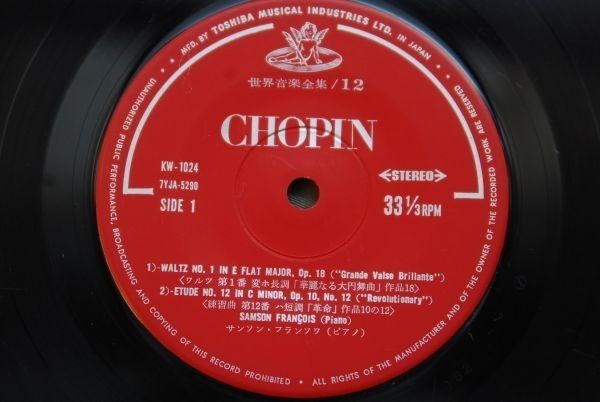 MFD. BY TOSHIBA MUSICAL INDUSTRIES LTD. IN JAPAN
世界音楽全集/12
CHOPIN
KW-1024
7YJA-5290
SIDE 1
STEREO
33 1/3 RPM
1)-WALTZ NO. 1 IN E FLAT MAJOR, Op. 18 ("Grande Valse Brillante")
〈ワルツ 第1番 変ホ長調「華麗なる大円舞曲」作品18〉
2)-ETUDE NO. 12 IN C MINOR, Op. 10, No. 12 ("Revolutionary")
〈練習曲 第12番 ハ短調「革命」作品10の12〉
SAMSON FRANÇOIS (Piano)
サンソン・フランソワ(ピアノ)
UNAUTHORIZED PUBLIC PERFORMANCE, BROADCASTING AND COPYING OF THIS RECORD PROHIBITED • ALL RIGHTS OF THE MANUFACTURER AND OF THE OWNER OF THE RECORDED WORK ARE RESERVED